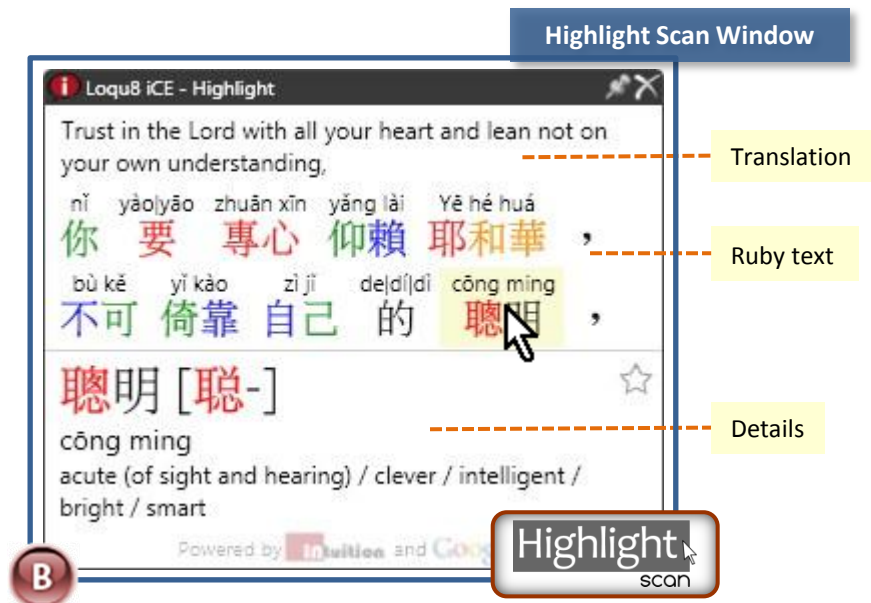 Highlight Scan Window
Loqu8 iCE - Highlight
Trust in the Lord with all your heart and lean not on
your own understanding,
nǐ yào|yāo zhuān xīn yǎng lài Yē hé huá
你 要 專心 仰賴 耶和華 ，
bù kě yǐ kào zì jǐ de|dí|dì cōng ming
不可 倚靠 自己 的 聰明 ，
聰明 [聪-]
cōng ming
acute (of sight and hearing) / clever / intelligent /
bright / smart
Powered by Intuition and
Translation
Ruby text
Details
B
Highlight
scan